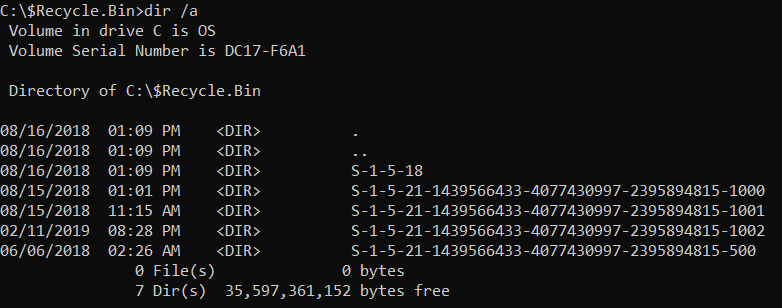 C:\$Recycle.Bin>dir /a
Volume in drive C is OS
Volume Serial Number is DC17-F6A1
Directory of C:\$Recycle.Bin
08/16/2018  01:09 PM    <DIR>          .
08/16/2018  01:09 PM    <DIR>          ..
08/16/2018  01:09 PM    <DIR>          S-1-5-18
08/15/2018  01:01 PM    <DIR>          S-1-5-21-1439566433-4077430997-2395894815-1000
08/15/2018  11:15 AM    <DIR>          S-1-5-21-1439566433-4077430997-2395894815-1001
02/11/2019  08:28 PM    <DIR>          S-1-5-21-1439566433-4077430997-2395894815-1002
06/06/2018  02:26 AM    <DIR>          S-1-5-21-1439566433-4077430997-2395894815-500
0 File(s)              0 bytes
7 Dir(s)  35,597,361,152 bytes free